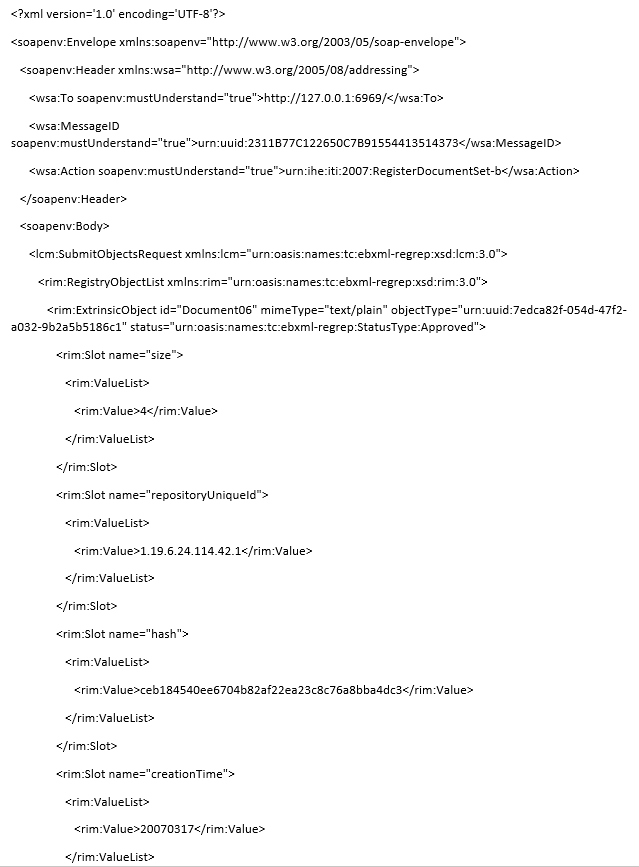 <?xml version='1.0' encoding='UTF-8'?>
<soapenv:Envelope xmlns:soapenv="http://www.w3.org/2003/05/soap-envelope">
<soapenv:Header xmlns:wsa="http://www.w3.org/2005/08/addressing">
<wsa:To soapenv:mustUnderstand="true">http://127.0.0.1:6969/</wsa:To>
<wsa:MessageID
soapenv:mustUnderstand="true">urn:uuid:2311B77C122650C7B91554413514373</wsa:MessageID>
<wsa:Action soapenv:mustUnderstand="true">urn:ihe:iti:2007:RegisterDocumentSet-b</wsa:Action>
</soapenv:Header>
<soapenv:Body>
<lcm:SubmitObjectsRequest xmlns:lcm="urn:oasis:names:tc:ebxml-regrep:xsd:lcm:3.0">
<rim:RegistryObjectList xmlns:rim="urn:oasis:names:tc:ebxml-regrep:xsd:rim:3.0">
<rim:ExtrinsicObject id="Document06" mimeType="text/plain" objectType="urn:uuid:7edca82f-054d-47f2-
a032-9b2a5b5186c1" status="urn:oasis:names:tc:ebxml-regrep:StatusType:Approved">
<rim:Slot name="size">
<rim:ValueList>
<rim:Value>4</rim:Value>
</rim:ValueList>
</rim:Slot>
<rim:Slot name="repositoryUniqueId">
<rim:ValueList>
<rim:Value>1.19.6.24.114.42.1</rim:Value>
</rim:ValueList>
</rim:Slot>
<rim:Slot name="hash">
<rim:ValueList>
<rim:Value>ceb184540ee6704b82af22ea23c8c76a8bba4dc3</rim:Value>
</rim:ValueList>
</rim:Slot>
<rim:Slot name="creationTime">
<rim:ValueList>
<rim:Value>20070317</rim:Value>
</rim:ValueList>